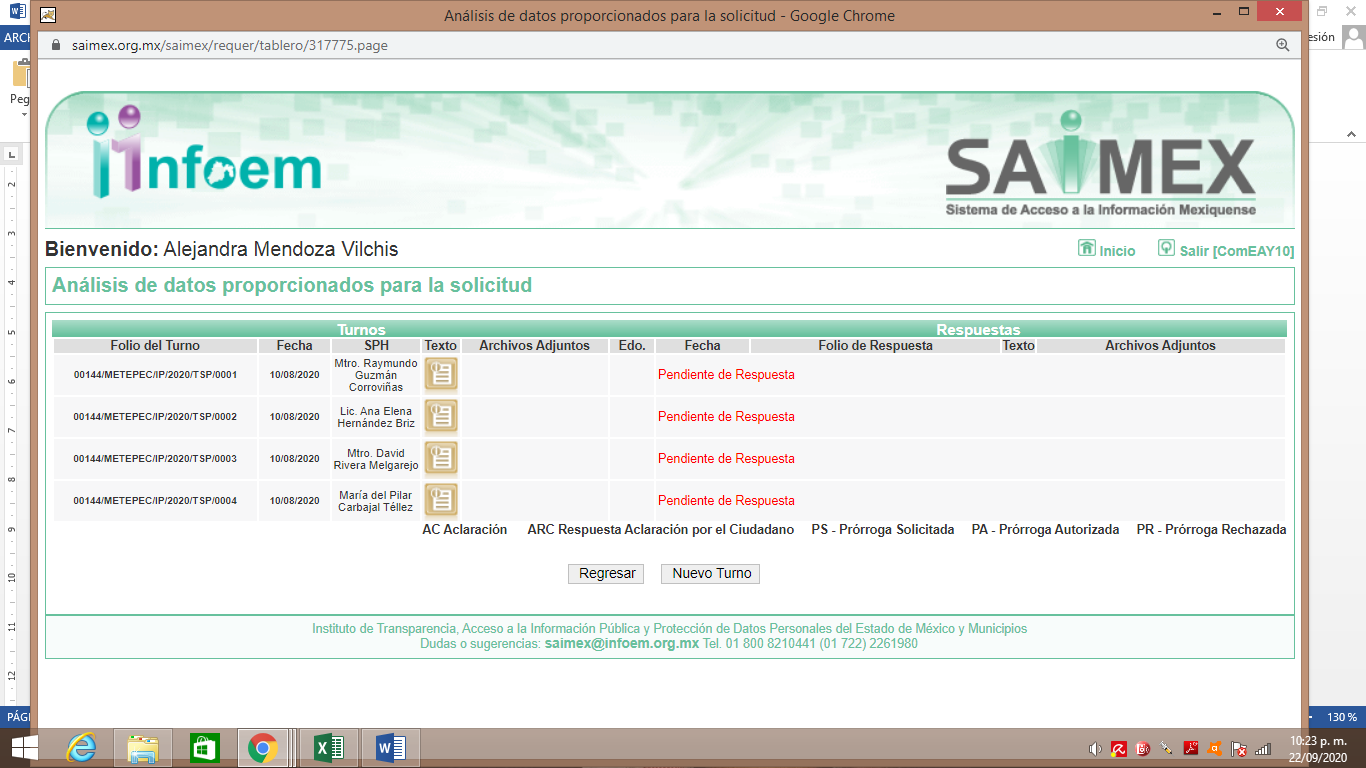 Análisis de datos proporcionados para la solicitud - Google Chrome
ARC
esión
saimex.org.mx/saimex/requer/tablero/317775.page
Peg
infoem
SAIMEX
Sistema de Acceso a la Información Mexiquense
Bienvenido: Alejandra Mendoza Vilchis
Inicio Salir [ComEAY10]
Análisis de datos proporcionados para la solicitud
Turnos Respuestas
Folio del Turno Fecha SPH Texto Archivos Adjuntos Edo. Fecha Folio de Respuesta Texto Archivos Adjuntos
00144/METEPEC/IP/2020/TSP/0001 10/08/2020 Mtro. Raymundo Guzmán Corroviñas Pendiente de Respuesta
00144/METEPEC/IP/2020/TSP/0002 10/08/2020 Lic. Ana Elena Hernández Briz Pendiente de Respuesta
00144/METEPEC/IP/2020/TSP/0003 10/08/2020 Mtro. David Rivera Melgarejo Pendiente de Respuesta
00144/METEPEC/IP/2020/TSP/0004 10/08/2020 María del Pilar Carbajal Téllez Pendiente de Respuesta
AC Aclaración ARC Respuesta Aclaración por el Ciudadano PS - Prórroga Solicitada PA - Prórroga Autorizada PR - Prórroga Rechazada
Regresar Nuevo Turno
Instituto de Transparencia, Acceso a la Información Pública y Protección de Datos Personales del Estado de México y Municipios
Dudas o sugerencias: saimex@infoem.org.mx Tel. 01 800 8210441 (01 722) 2261980
PÁGI
130 %
10:23 p. m.
22/09/2020